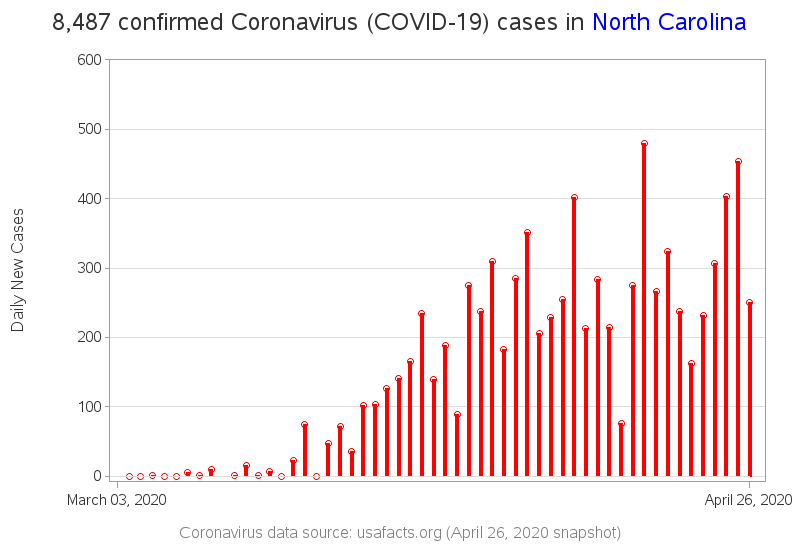 8,487 confirmed Coronavirus (COVID-19) cases in North Carolina
600
500
400
300
200
100
0
Daily New Cases
March 03, 2020
April 26, 2020
Coronavirus data source: usafacts.org (April 26, 2020 snapshot)